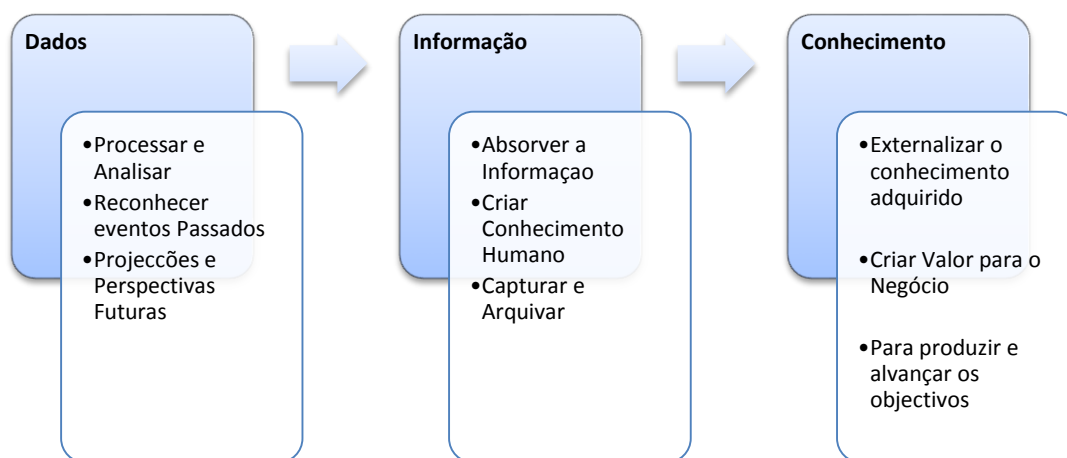 Dados
•Processar e
Analisar
•Reconhecer
eventos Passados
•Projecções e
Perspectivas
Futuras
Informação
•Absorver a
Informaçao
•Criar
Conhecimento
Humano
•Capturar e
Arquivar
Conhecimento
•Externalizar o
conhecimento
adquirido
•Criar Valor para o
Negócio
•Para produzir e
alvançar os
objectivos